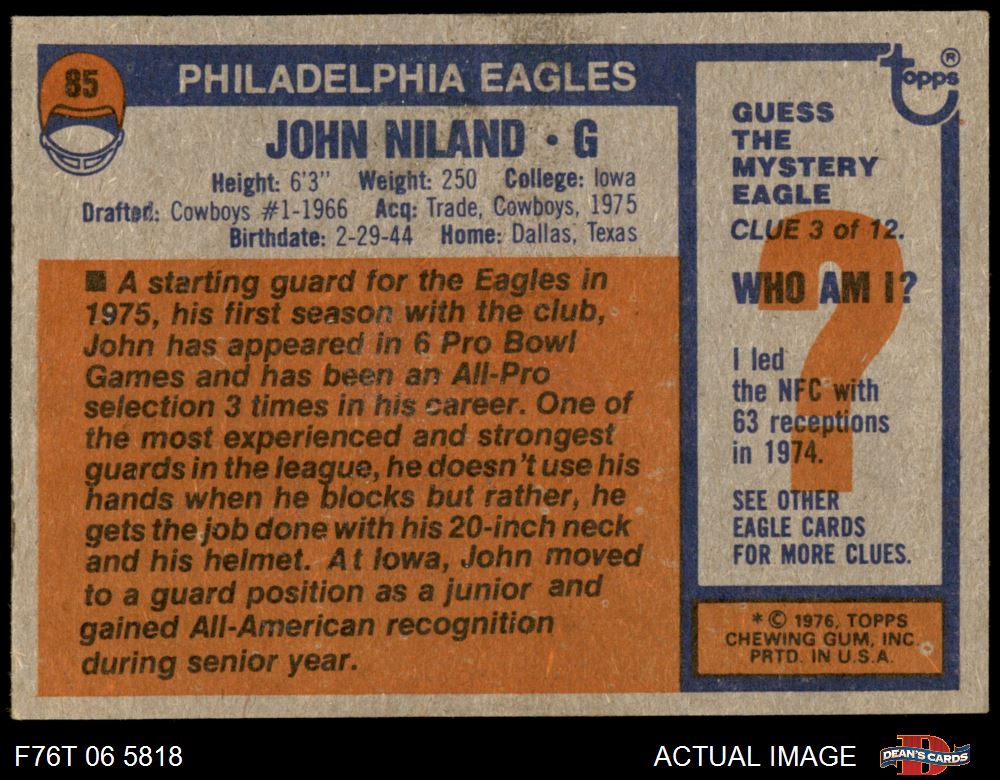 85
PHILADELPHIA EAGLES
JOHN NILAND • G
Height: 6'3" Weight: 250 College: Iowa
Drafted: Cowboys #1-1966 Acq: Trade, Cowboys, 1975
Birthdate: 2-29-44 Home: Dallas, Texas
■ A starting guard for the Eagles in
1975, his first season with the club,
John has appeared in 6 Pro Bowl
Games and has been an All-Pro
selection 3 times in his career. One of
the most experienced and strongest
guards in the league, he doesn't use his
hands when he blocks but rather, he
gets the job done with his 20-inch neck
and his helmet. At Iowa, John moved
to a guard position as a junior and
gained All-American recognition
during senior year.
topps ®
GUESS
THE
MYSTERY
EAGLE
CLUE 3 of 12.
WHO AM I?
?
I led
the NFC with
63 receptions
in 1974.
SEE OTHER
EAGLE CARDS
FOR MORE CLUES.
* © 1976, TOPPS
CHEWING GUM, INC.
PRTD. IN U.S.A.
F76T 06 5818
ACTUAL IMAGE
DEAN'S CARDS